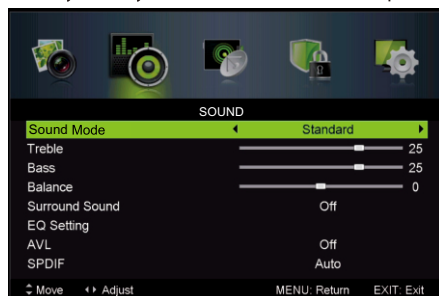 SOUND
Sound Mode Standard
Treble 25
Bass 25
Balance 0
Surround Sound Off
EQ Setting
AVL Off
SPDIF Auto
Move Adjust MENU: Return EXIT: Exit